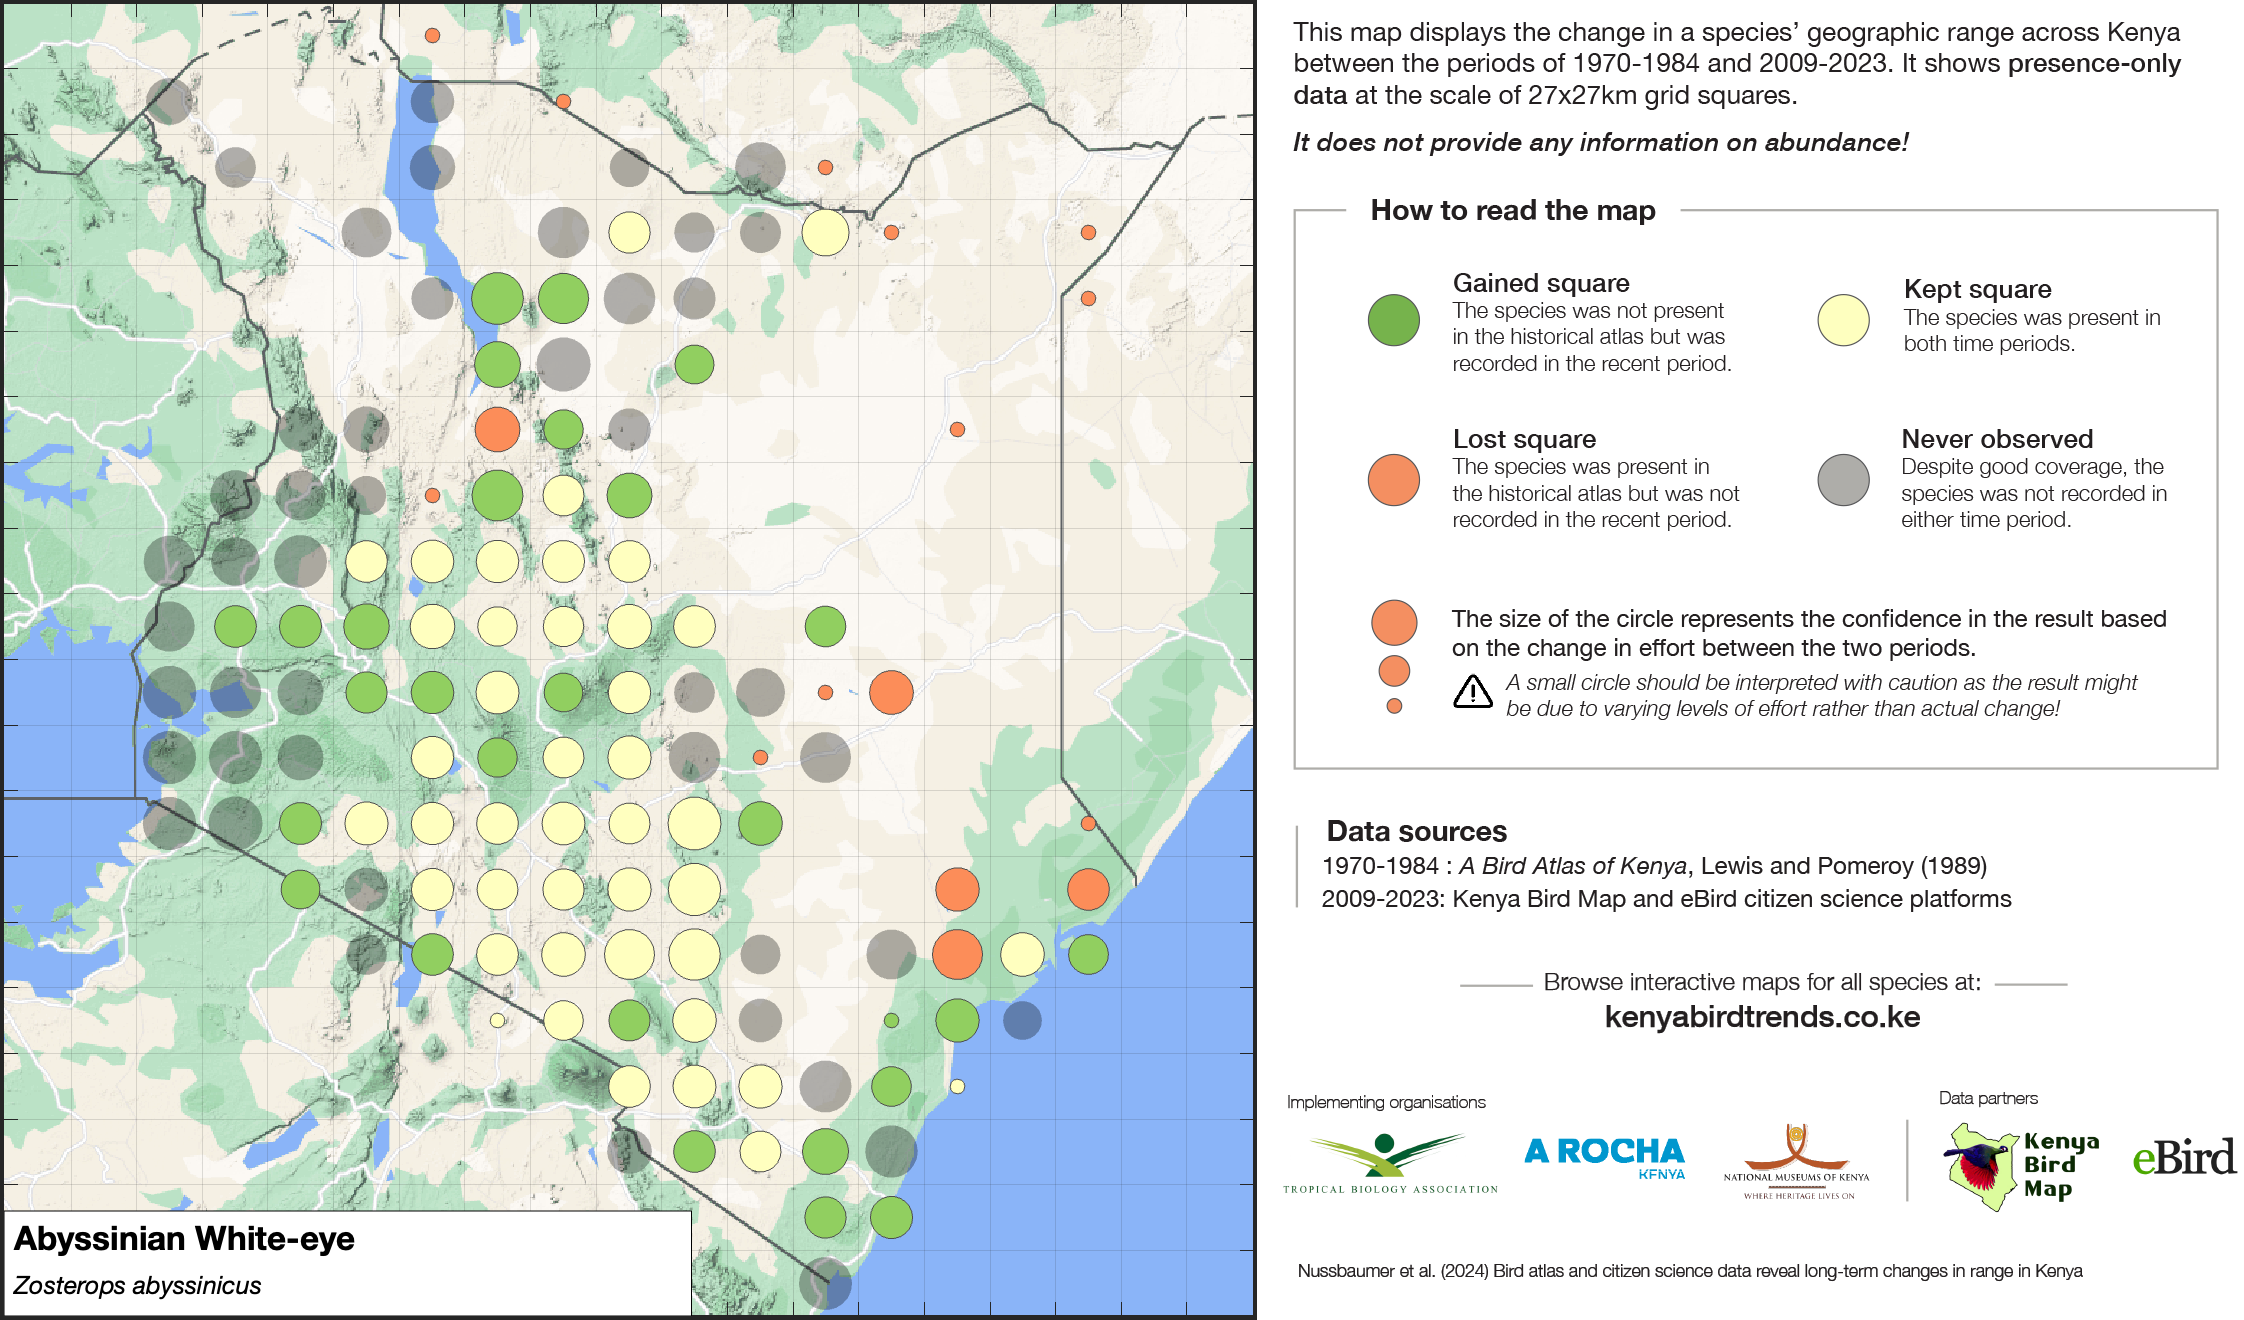 This map displays the change in a species’ geographic range across Kenya
between the periods of 1970-1984 and 2009-2023. It shows presence-only
data at the scale of 27x27km grid squares.
It does not provide any information on abundance!
How to read the map
Gained square
The species was not present
in the historical atlas but was
recorded in the recent period.
Kept square
The species was present in
both time periods.
Lost square
The species was present in
the historical atlas but was not
recorded in the recent period.
Never observed
Despite good coverage, the
species was not recorded in
either time period.
The size of the circle represents the confidence in the result based
on the change in effort between the two periods.
A small circle should be interpreted with caution as the result might
be due to varying levels of effort rather than actual change!
Data sources
1970-1984 : A Bird Atlas of Kenya, Lewis and Pomeroy (1989)
2009-2023: Kenya Bird Map and eBird citizen science platforms
Browse interactive maps for all species at:
kenyabirdtrends.co.ke
Implementing organisations
Data partners
TROPICAL BIOLOGY ASSOCIATION
A ROCHA
KENYA
NATIONAL MUSEUMS OF KENYA
WHERE HERITAGE LIVES ON
Kenya
Bird
Map
eBird
Abyssinian White-eye
Zosterops abyssinicus
Nussbaumer et al. (2024) Bird atlas and citizen science data reveal long-term changes in range in Kenya